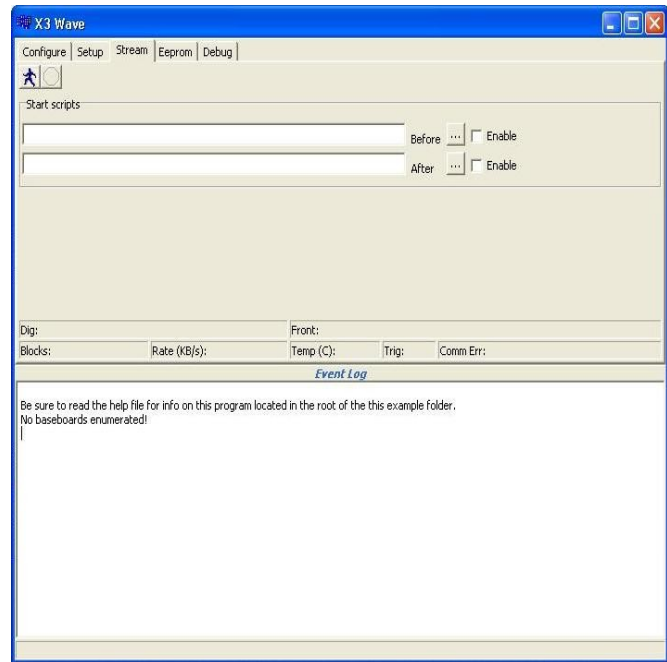 X3 Wave
Configure Setup Stream Eeprom Debug
Start scripts
Before ... Enable
After ... Enable
Dig: Front:
Blocks: Rate (KB/s): Temp (C): Trig: Comm Err:
Event Log
Be sure to read the help file for info on this program located in the root of the this example folder.
No baseboards enumerated!